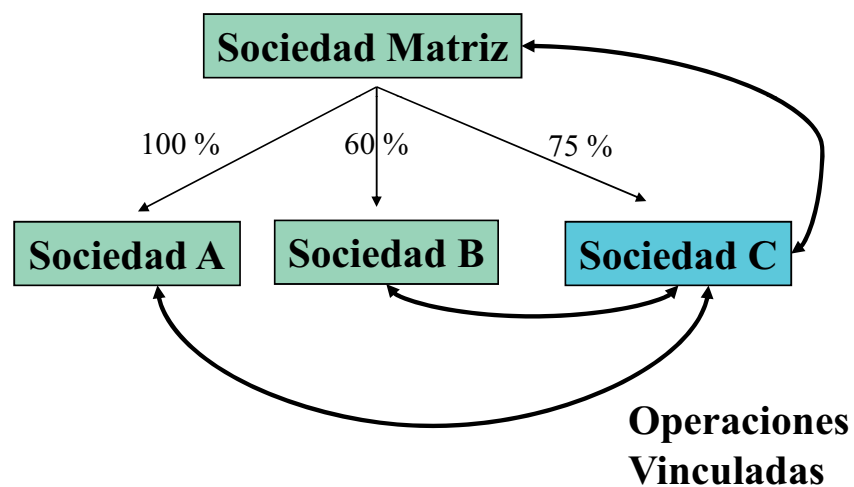 Sociedad Matriz
100 %
60 %
75 %
Sociedad A
Sociedad B
Sociedad C
Operaciones
Vinculadas